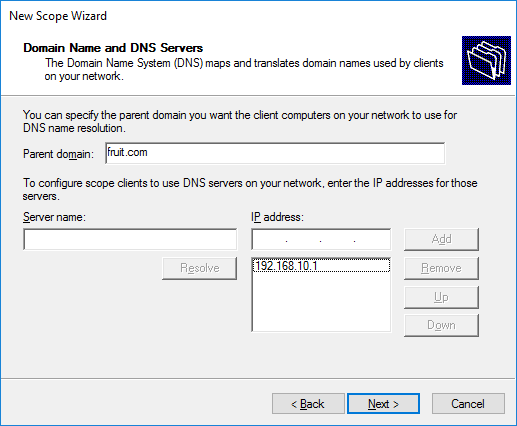 New Scope Wizard
Domain Name and DNS Servers
The Domain Name System (DNS) maps and translates domain names used by clients
on your network.
You can specify the parent domain you want the client computers on your network to use for
DNS name resolution.
Parent domain: fruit.com
To configure scope clients to use DNS servers on your network, enter the IP addresses for those
servers.
Server name: IP address:
. . . Add
Resolve 192.168.10.1 Remove
Up
Down
< Back Next > Cancel